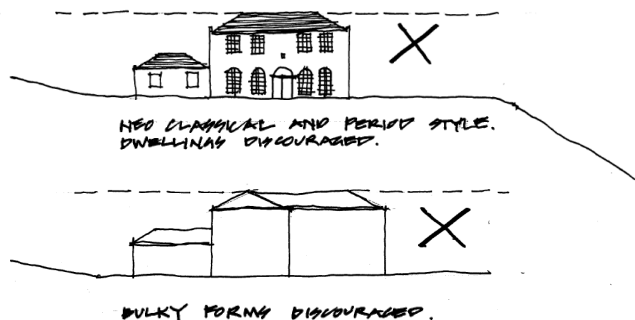 NEO CLASSICAL AND PERIOD STYLE.
DWELLINGS DISCOURAGED.
BULKY FORMS DISCOURAGED.